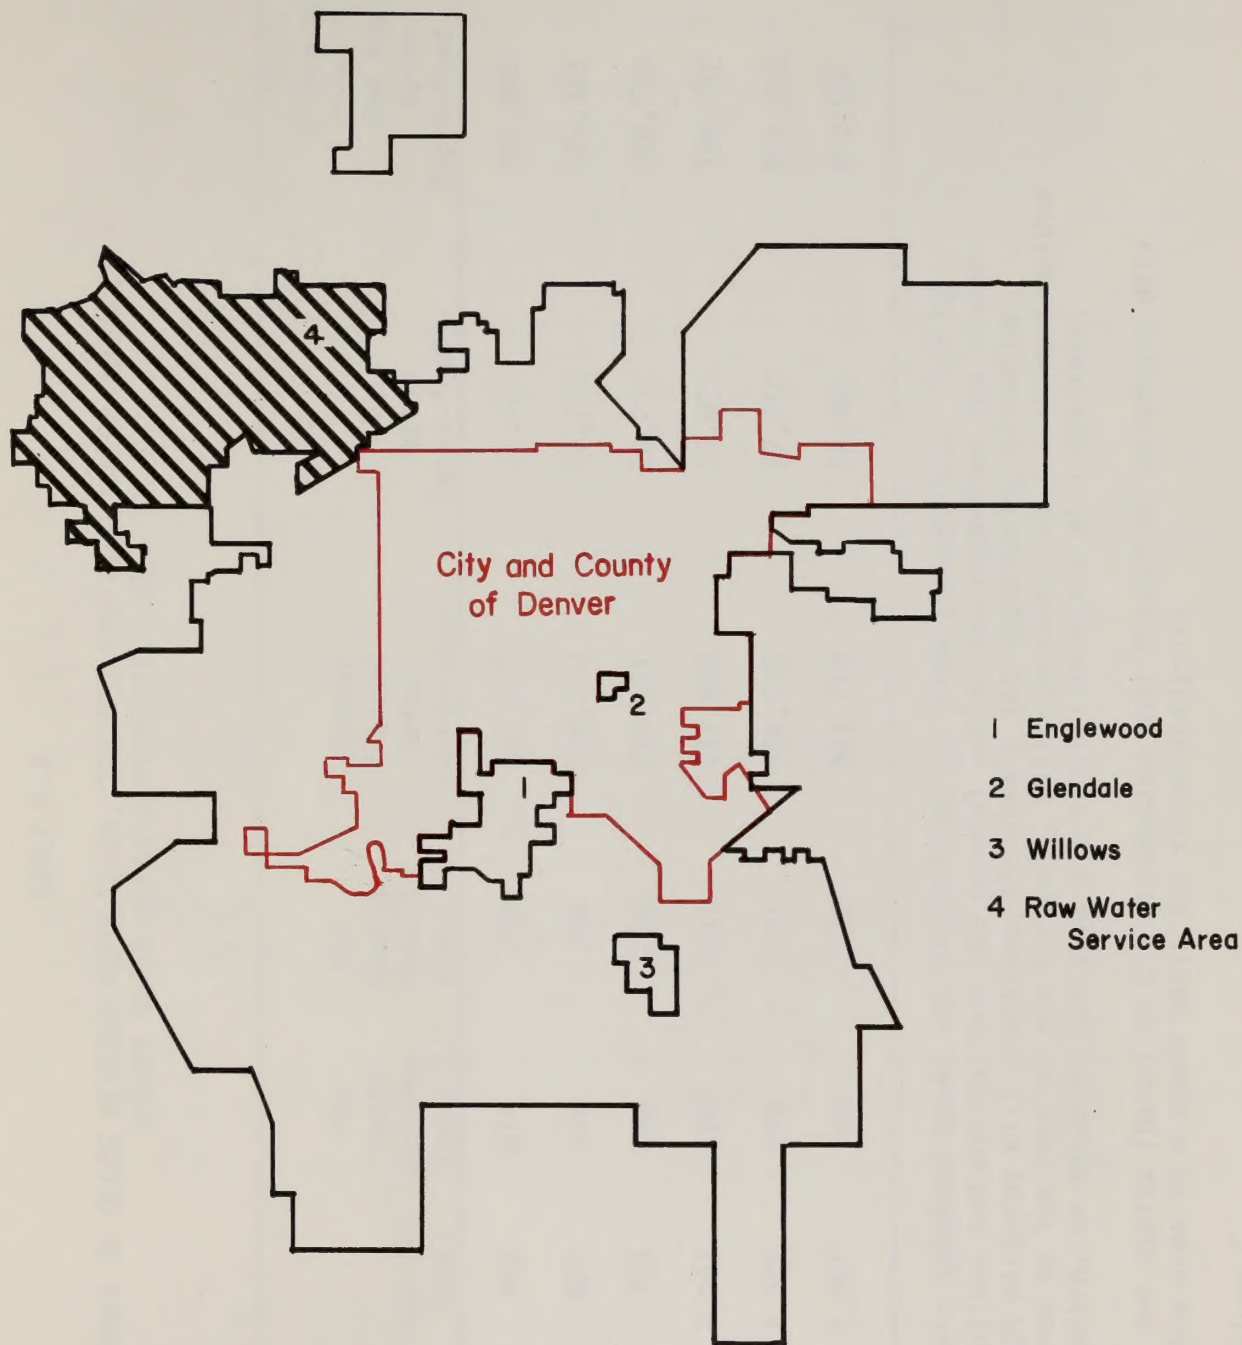 4
City and County
of Denver
2
1
3
1 Englewood
2 Glendale
3 Willows
4 Raw Water
Service Area